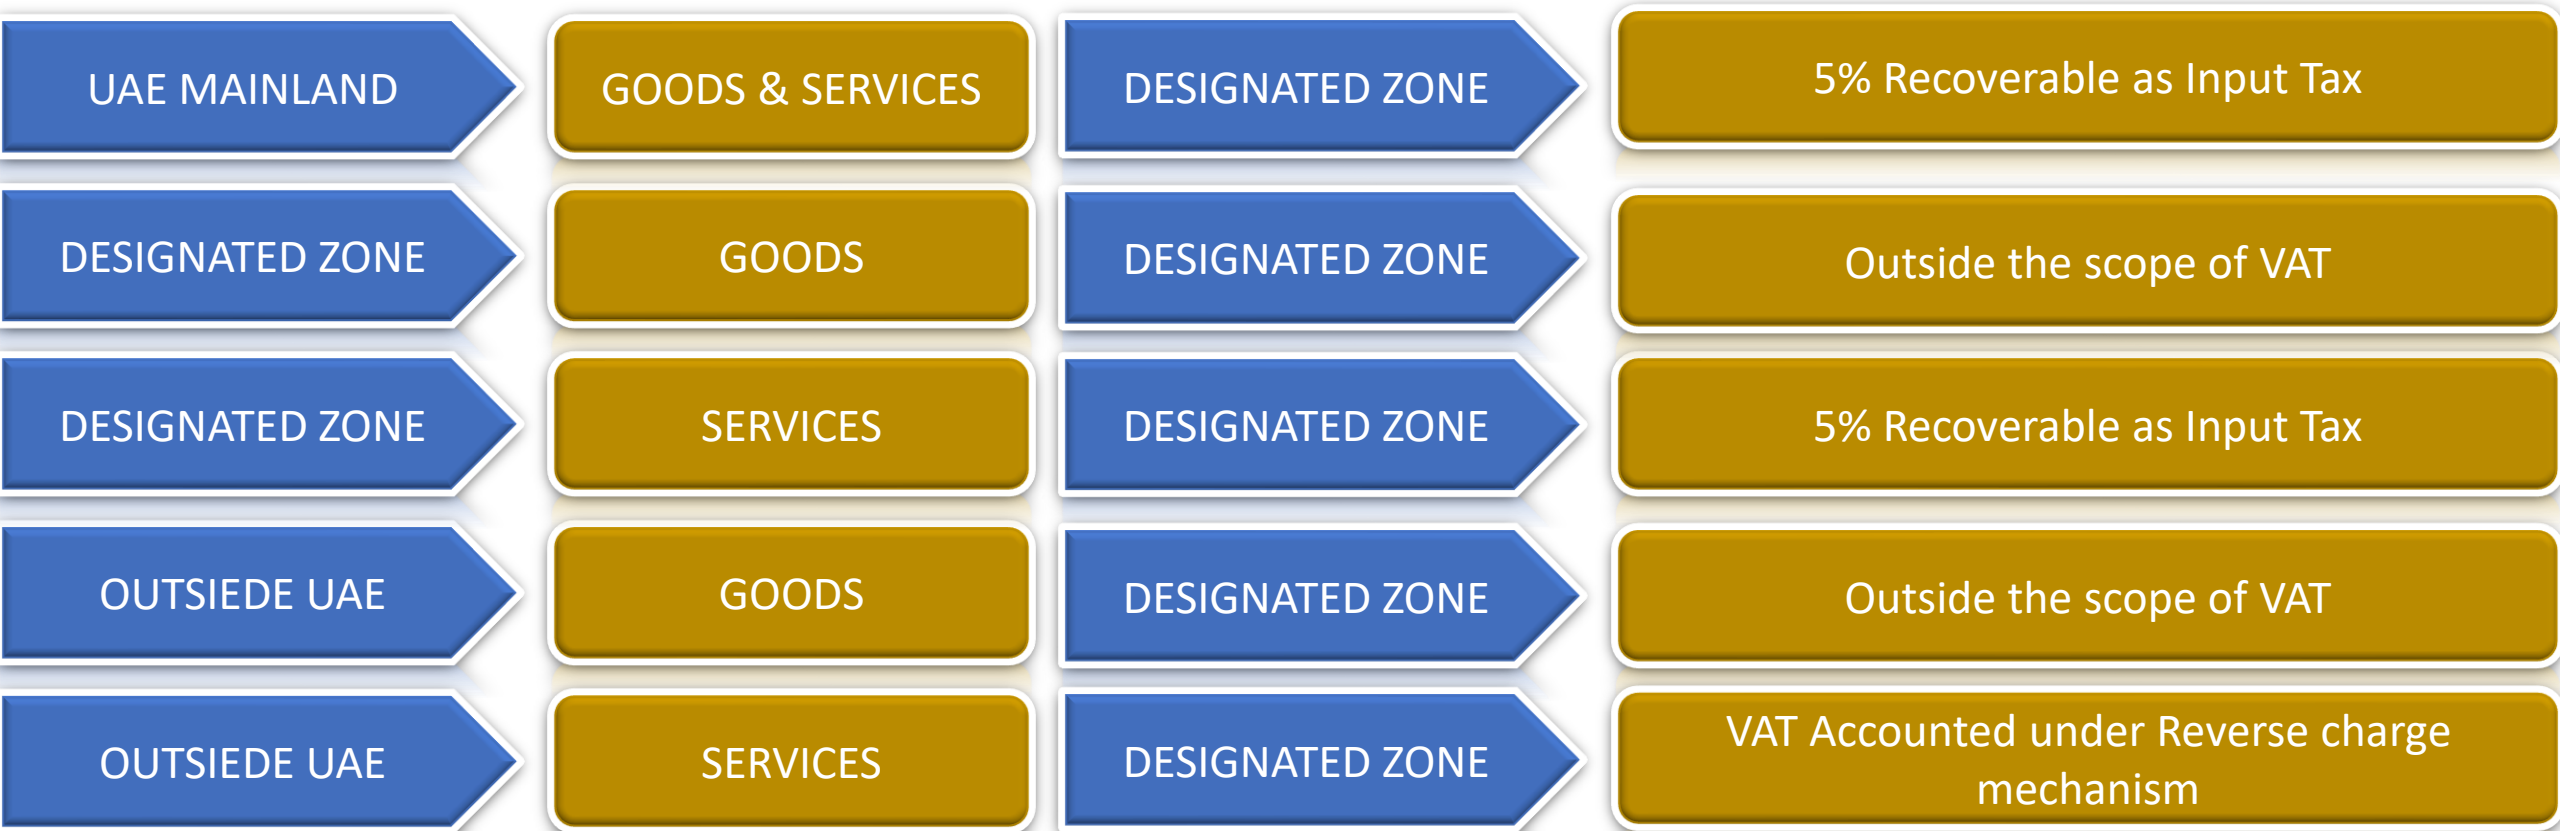 UAE MAINLAND
GOODS & SERVICES
DESIGNATED ZONE
5% Recoverable as Input Tax
DESIGNATED ZONE
GOODS
DESIGNATED ZONE
Outside the scope of VAT
DESIGNATED ZONE
SERVICES
DESIGNATED ZONE
5% Recoverable as Input Tax
OUTSIEDE UAE
GOODS
DESIGNATED ZONE
Outside the scope of VAT
OUTSIEDE UAE
SERVICES
DESIGNATED ZONE
VAT Accounted under Reverse charge
mechanism